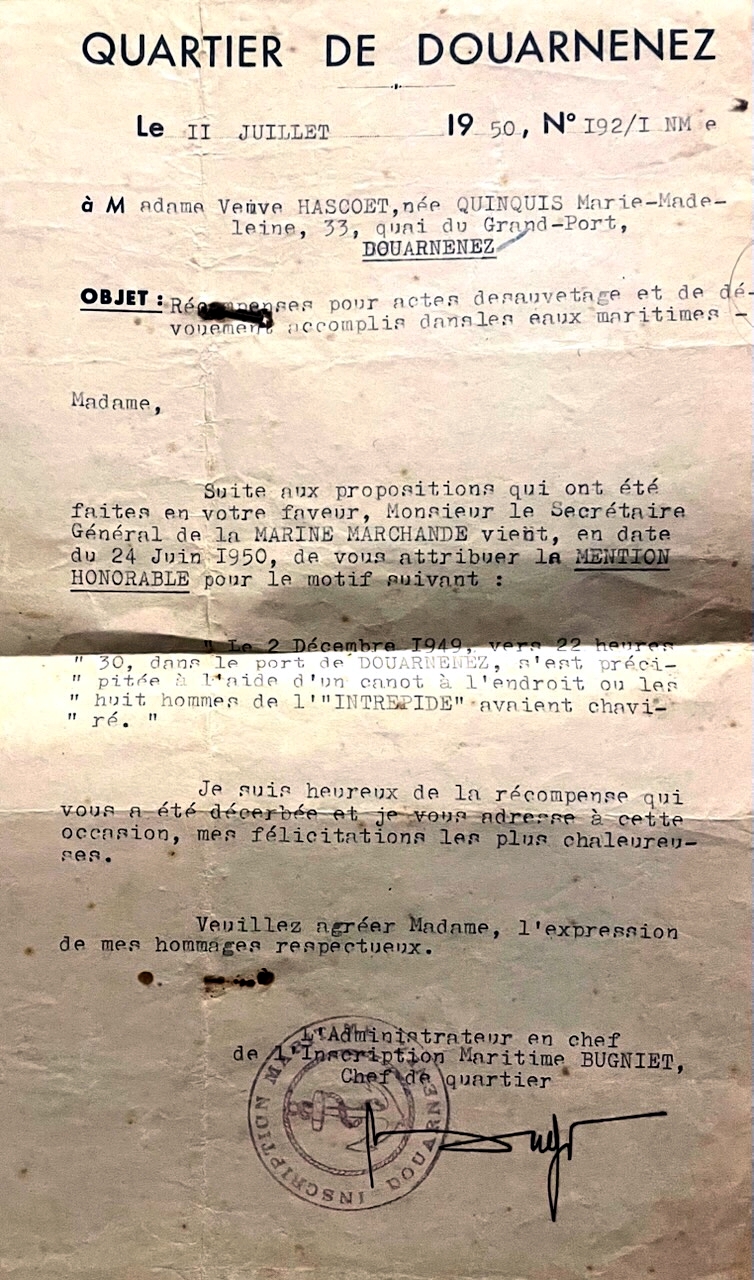 QUARTIER DE DOUARNENEZ
Le II JUILLET 19 50, N° I92/I NM e
à M adame Veuve HASCOET,née QUINQUIS Marie-Made-
leine, 33, quai du Grand-Port,
DOUARNENEZ
OBJET : Récompenses pour actes desauvetage et de dé-
vouement accomplis dansles eaux maritimes -
Madame,
Suite aux propositions qui ont été
faites en votre faveur, Monsieur le Secrétaire
Général de la MARINE MARCHANDE vient, en date
du 24 Juin I950, de vous attribuer la MENTION
HONORABLE pour le motif suivant :
" Le 2 Décembre I949, vers 22 heures
" 30, dans le port de DOUARNENEZ, s'est préci-
" pitée à l'aide d'un canot à l'endroit ou les
" huit hommes de l'"INTREPIDE" avaient chavi-
" ré. "
Je suis heureux de la récompense qui
vous a été décerbée et je vous adresse à cette
occasion, mes félicitations les plus chaleureu-
ses.
Veuillez agréer Madame, l'expression
de mes hommages respectueux.
L'Administrateur en chef
de l'Inscription Maritime BUGNIET,
Chef de quartier
INSCRIPTION MARITIME DOUARNENEZ